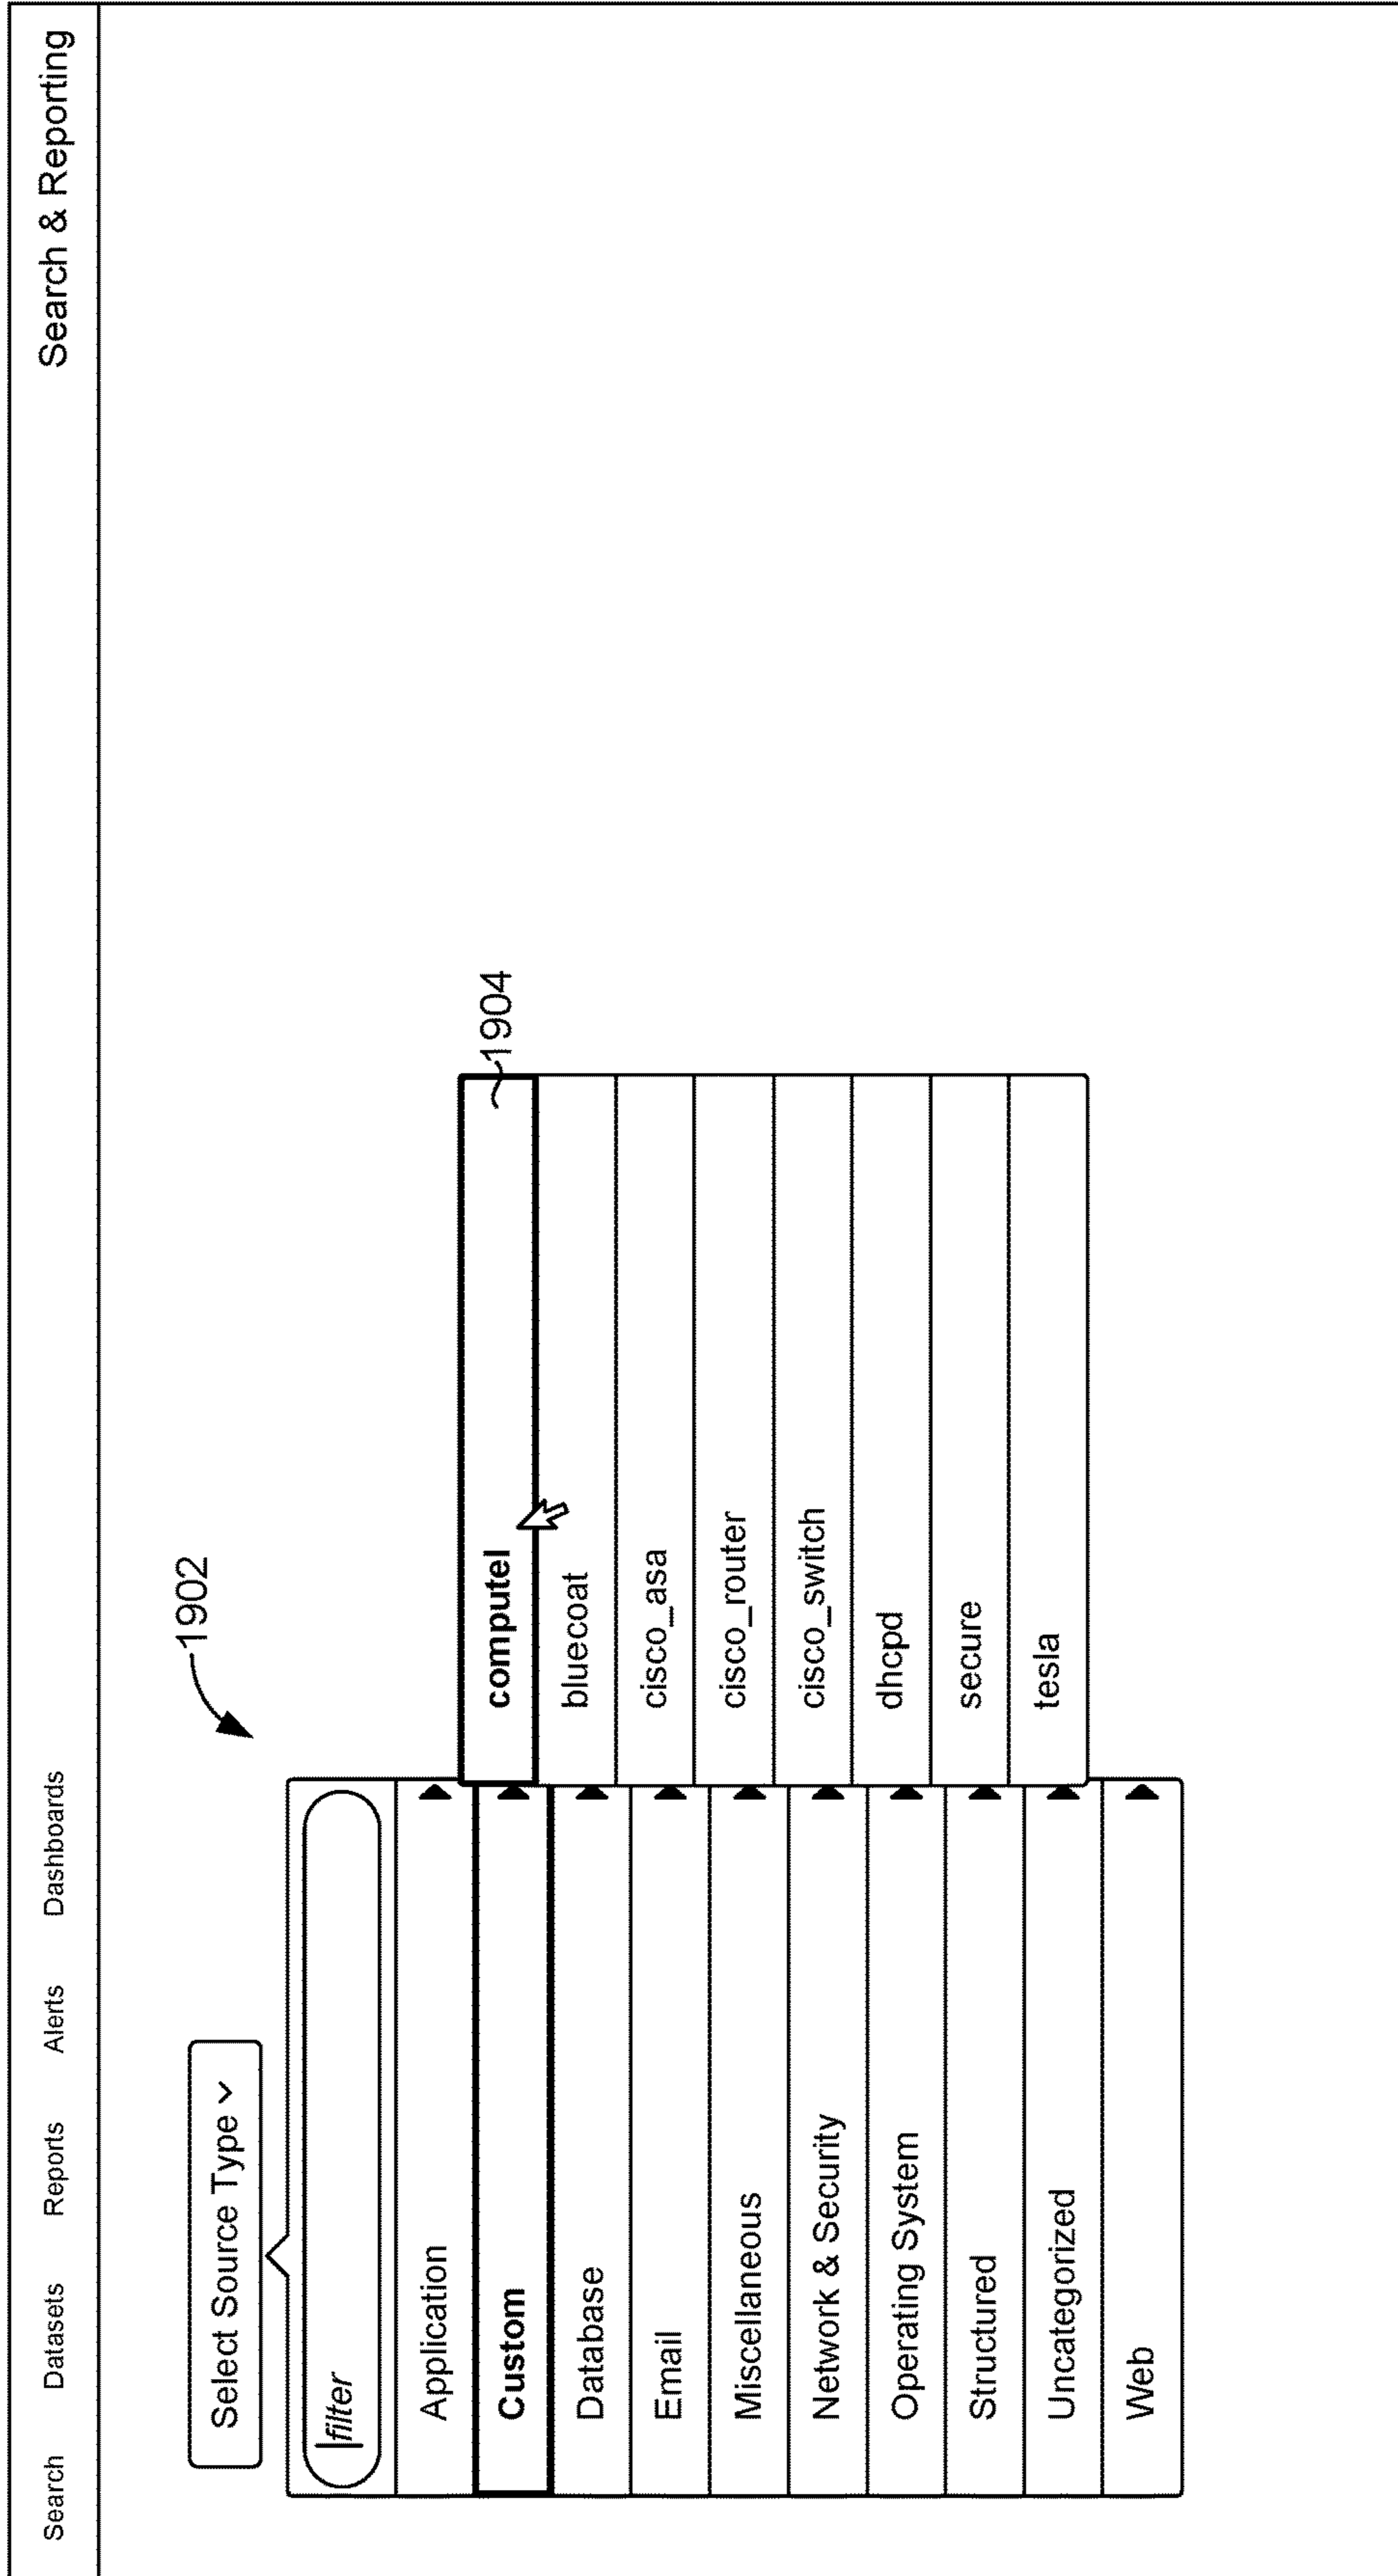 Search Datasets Reports Alerts Dashboards Search & Reporting
Select Source Type
1902
filter
Application
Custom
Database
Email
Miscellaneous
Network & Security
Operating System
Structured
Uncategorized
Web
computel
1904
bluecoat
cisco_asa
cisco_router
cisco_switch
dhcpd
secure
tesla